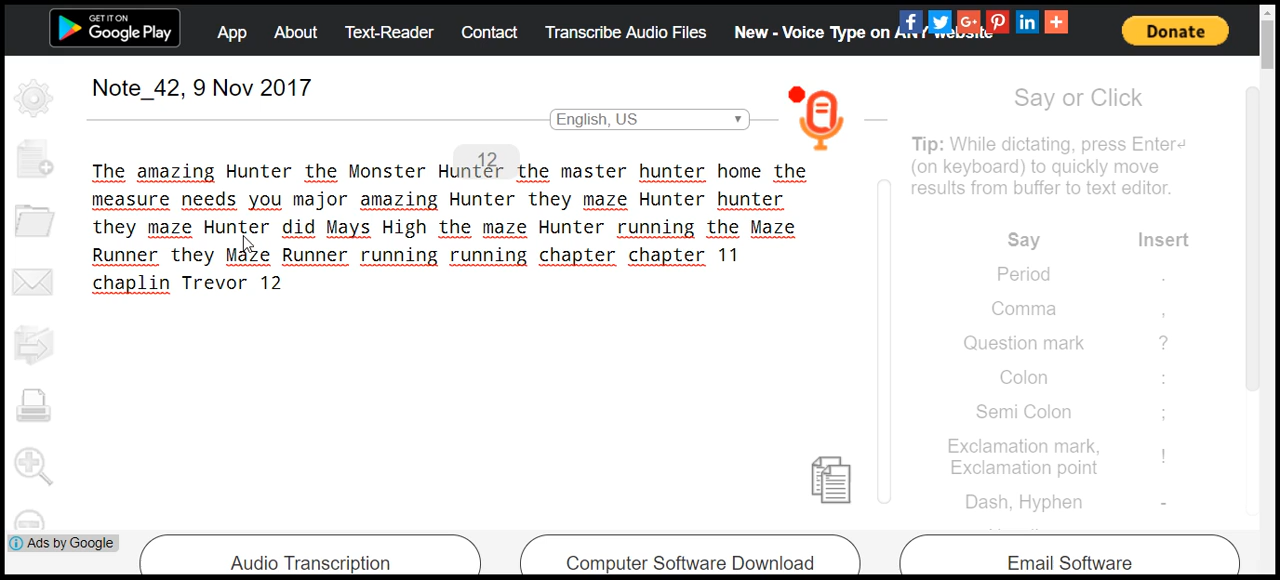 GET IT ON
Google Play
App About Text-Reader Contact Transcribe Audio Files New - Voice Type on ANY website Donate
Note_42, 9 Nov 2017
English, US
12
The amazing Hunter the Monster Hunter the master hunter home the
measure needs you major amazing Hunter they maze Hunter hunter
they maze Hunter did Mays High the maze Hunter running the Maze
Runner they Maze Runner running running chapter chapter 11
chaplin Trevor 12
Say or Click
Tip: While dictating, press Enter↵
(on keyboard) to quickly move
results from buffer to text editor.
Say Insert
Period .
Comma ,
Question mark ?
Colon :
Semi Colon ;
Exclamation mark,
Exclamation point !
Dash, Hyphen -
Ads by Google
Audio Transcription
Computer Software Download
Email Software